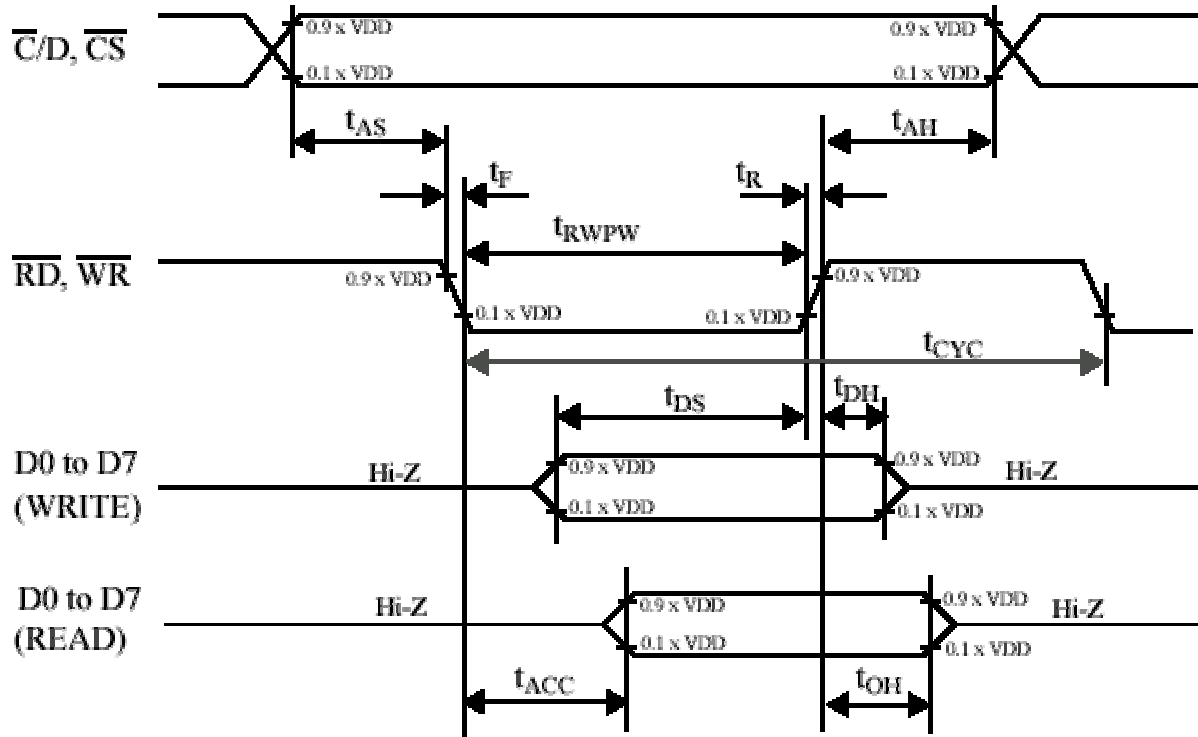 C̅/D, C̅S̅
0.9 x VDD 0.9 x VDD
0.1 x VDD 0.1 x VDD
tAS tAH
tF tR
tRWPW
R̅D̅, W̅R̅
0.9 x VDD 0.9 x VDD
0.1 x VDD 0.1 x VDD
tCYC
tDS tDH
D0 to D7
(WRITE)
Hi-Z 0.9 x VDD 0.9 x VDD Hi-Z
0.1 x VDD 0.1 x VDD
D0 to D7
(READ)
Hi-Z 0.9 x VDD 0.9 x VDD Hi-Z
0.1 x VDD 0.1 x VDD
tACC tOH